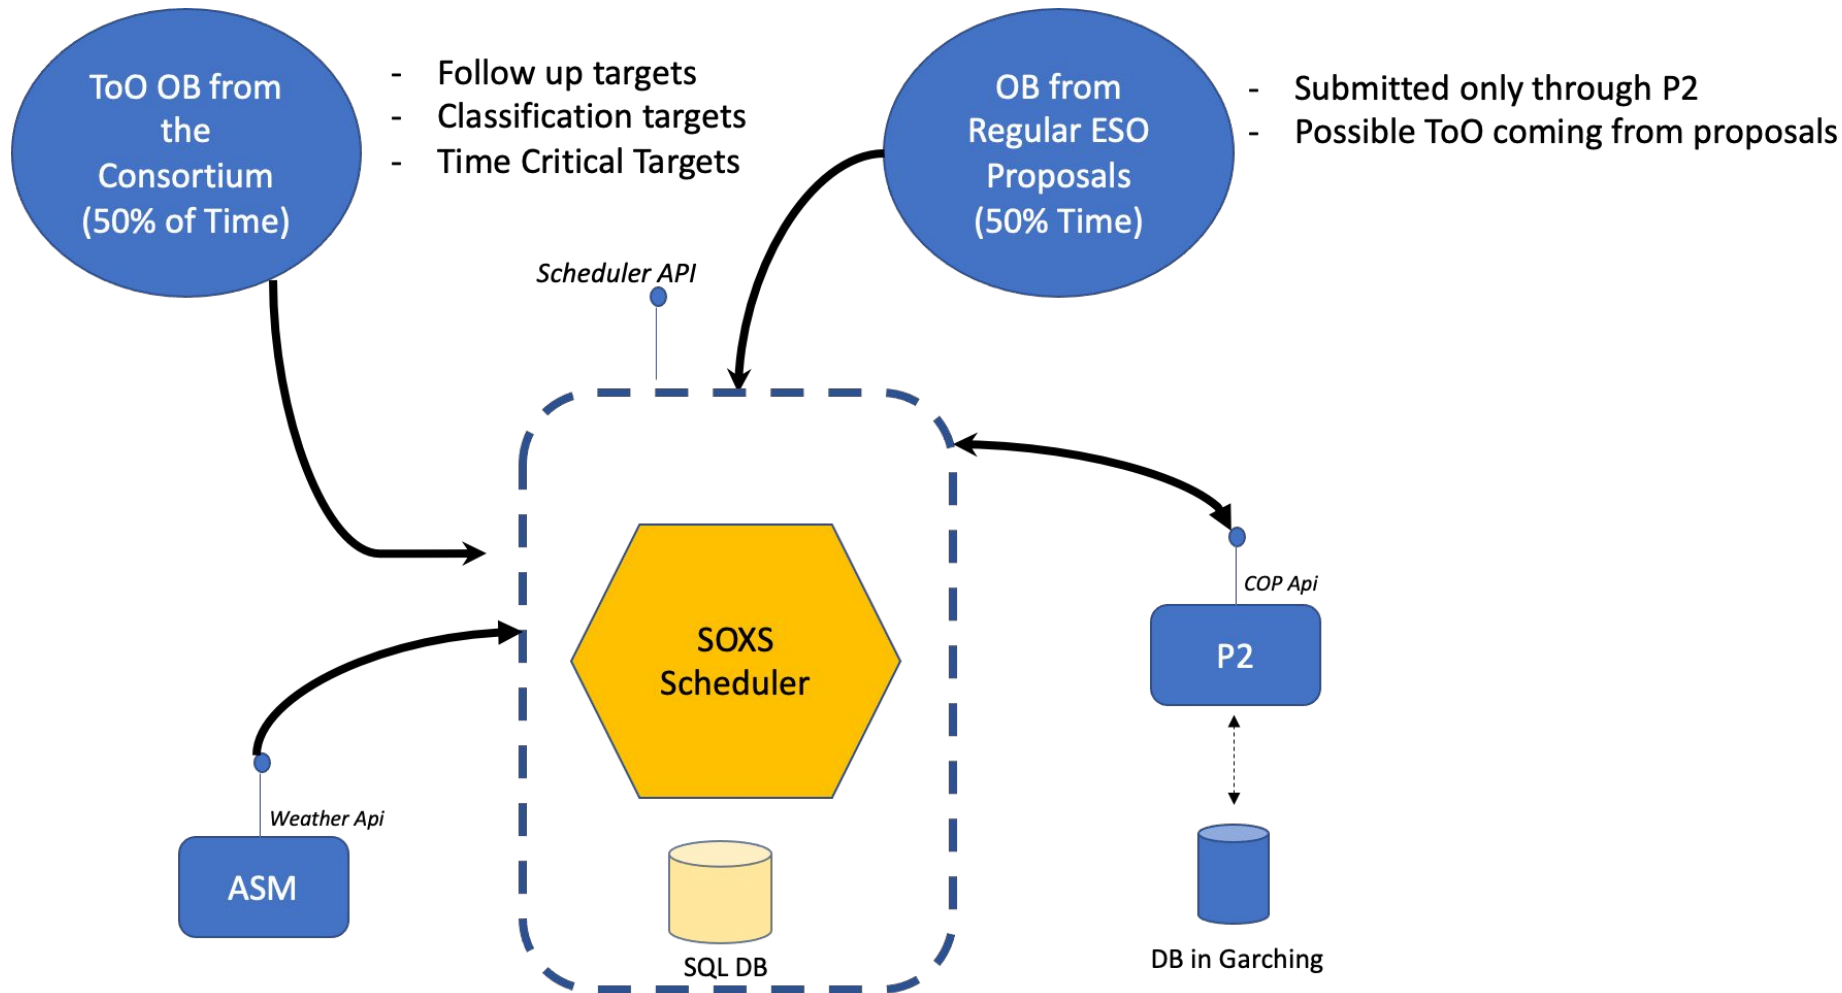 ToO OB from
the
Consortium
(50% of Time)
- Follow up targets
- Classification targets
- Time Critical Targets
OB from
Regular ESO
Proposals
(50% Time)
- Submitted only through P2
- Possible ToO coming from proposals
Scheduler API
SOXS
Scheduler
COP Api
P2
Weather Api
ASM
SQL DB
DB in Garching